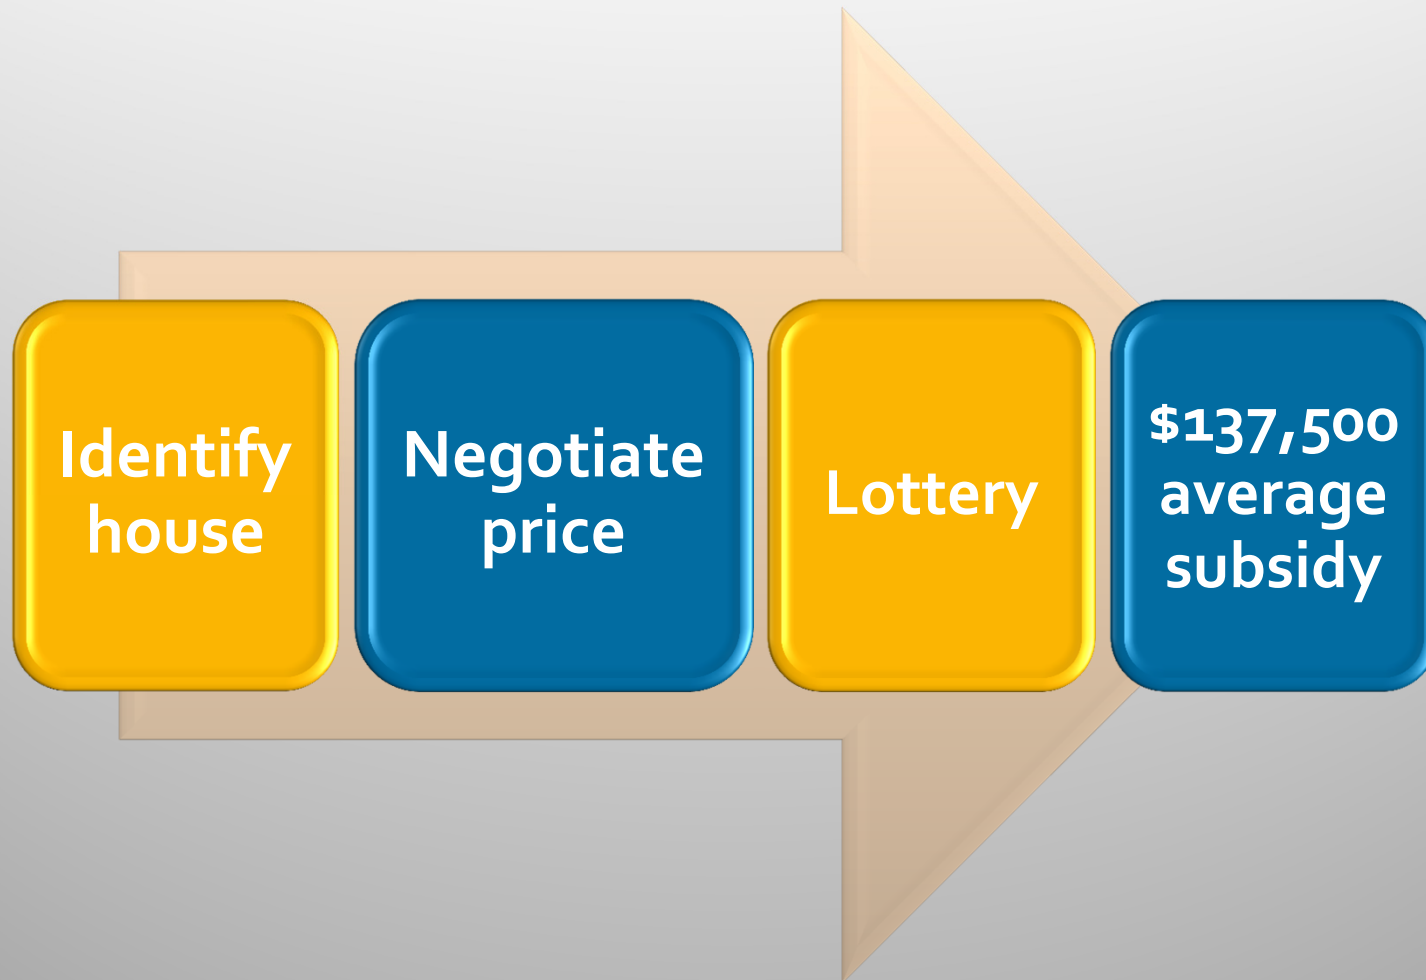 Identify
house
Negotiate
price
Lottery
$137,500
average
subsidy